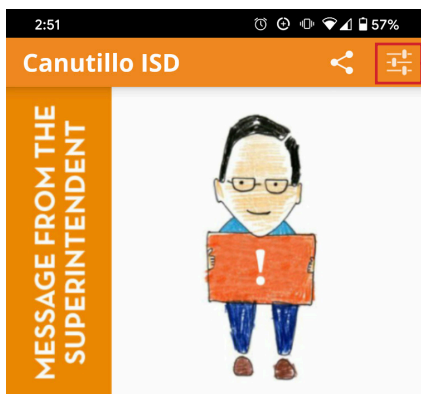 2:51
57%
Canutillo ISD
MESSAGE FROM THE
SUPERINTENDENT
!